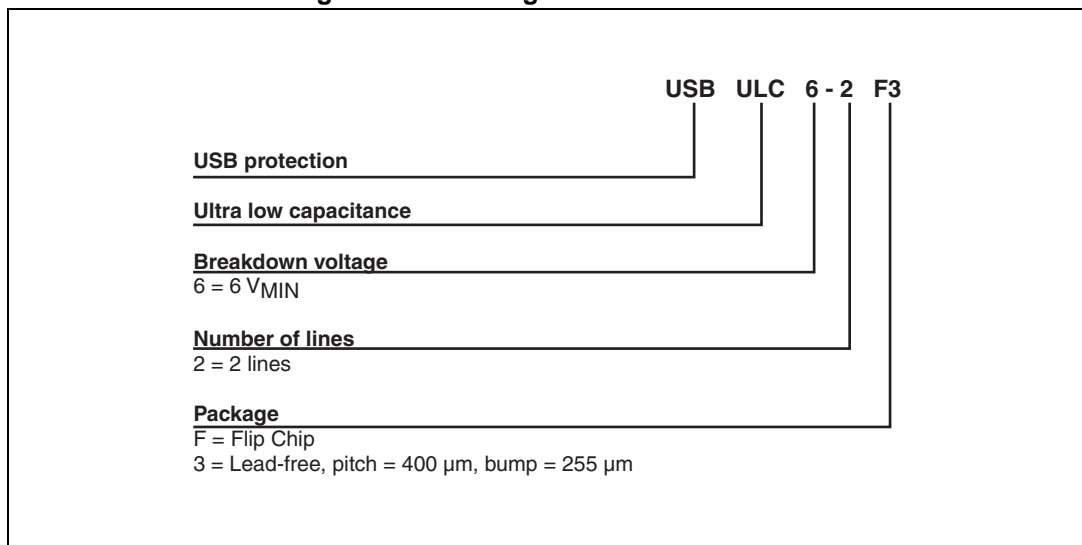 USB ULC 6 - 2 F3
USB protection
Ultra low capacitance
Breakdown voltage
6 = 6 VMIN
Number of lines
2 = 2 lines
Package
F = Flip Chip
3 = Lead-free, pitch = 400 µm, bump = 255 µm